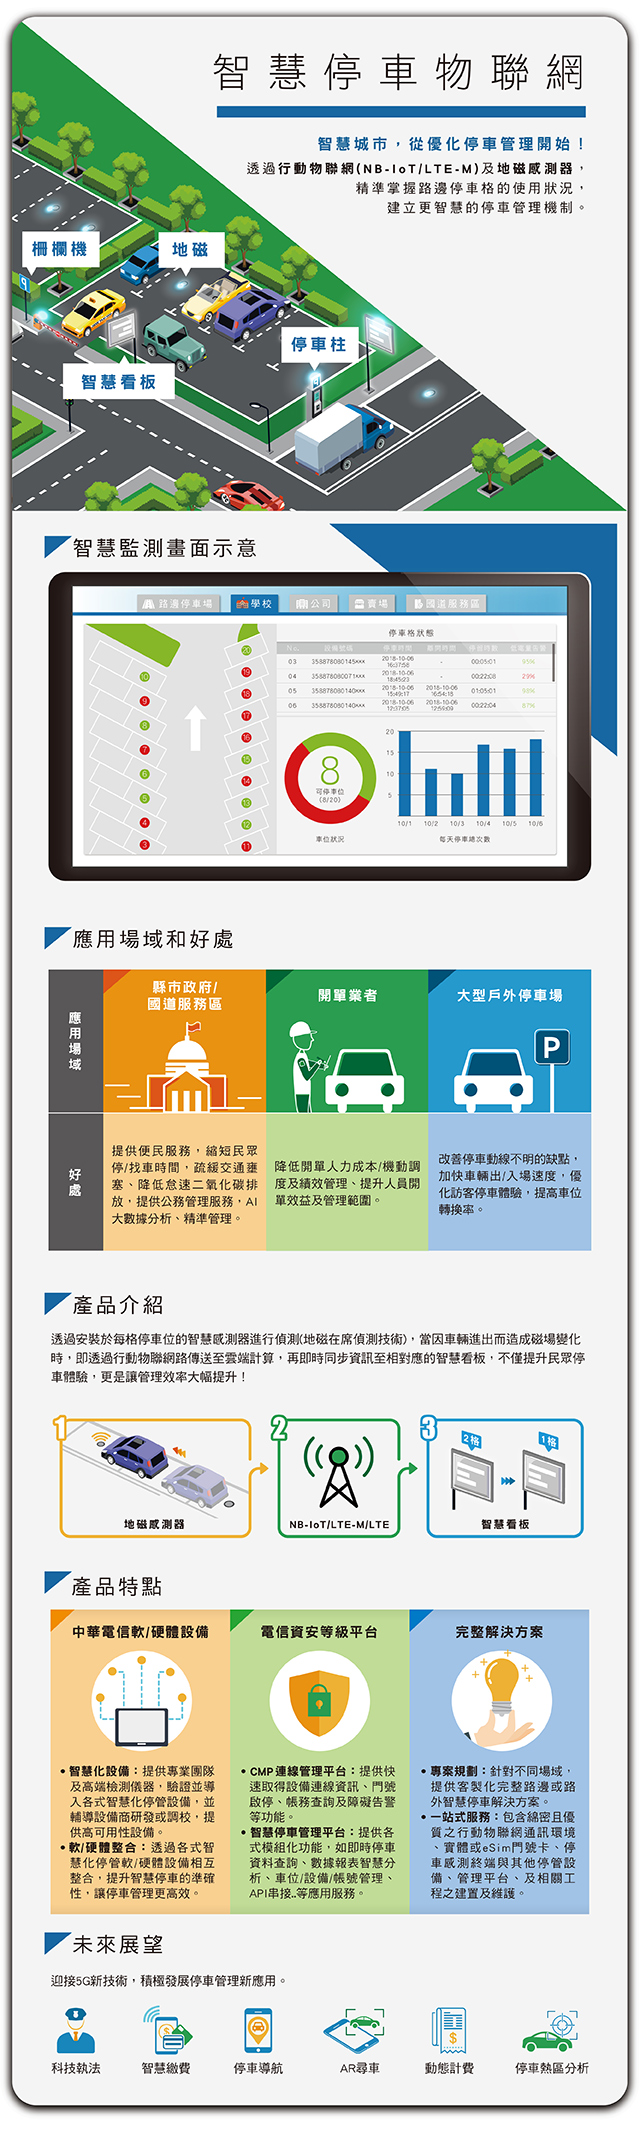 智慧停車物聯網
智慧城市，從優化停車管理開始！
透過行動物聯網(NB-IoT/LTE-M)及地磁感測器，
精準掌握路邊停車格的使用狀況，
建立更智慧的停車管理機制。
柵欄機
地磁
停車柱
智慧看板
智慧監測畫面示意
路邊停車場 學校 公司 賣場 國道服務區
停車格狀態
No. 設備號碼 停車時間 離開時間 停留時數
03 358878080145xxx 2018-10-06 16:37:58 - 00:05:01 95%
04 358878080071xxx 2018-10-06 18:45:23 - 00:22:08 29%
05 358878080140xxx 2018-10-06 15:49:17 2018-10-06 16:54:18 01:05:01 98%
06 358878080140xxx 2018-10-06 12:37:05 2018-10-06 12:59:09 00:22:04 87%
10
9
8
7
6
5
4
3
20
19
18
17
16
15
14
13
12
11
8
可停車位
(8/20)
車位狀況
20
15
10
5
10/1 10/2 10/3 10/4 10/5 10/6
每天停車總次數
應用場域和好處
應用場域
縣市政府/
國道服務區
開單業者
大型戶外停車場
P
好處
提供便民服務，縮短民眾
停/找車時間，疏緩交通壅
塞、降低怠速二氧化碳排
放，提供公務管理服務，AI
大數據分析、精準管理。
降低開單人力成本/機動調
度及績效管理、提升人員開
單效益及管理範圍。
改善停車動線不明的缺點，
加快車輛出/入場速度，優
化訪客停車體驗，提高車位
轉換率。
產品介紹
透過安裝於每格停車位的智慧感測器進行偵測(地磁在席偵測技術)，當因車輛進出而造成磁場變化
時，即透過行動物聯網路傳送至雲端計算，再即時同步資訊至相對應的智慧看板，不僅提升民眾停
車體驗，更是讓管理效率大幅提升！
1
地磁感測器
2
NB-IoT/LTE-M/LTE
3
2格
1格
智慧看板
產品特點
中華電信軟/硬體設備
• 智慧化設備：提供專業團隊
及高端檢測儀器，驗證並導
入各式智慧化停管設備，並
輔導設備商研發或調校，提
供高可用性設備。
• 軟/硬體整合：透過各式智
慧化停管軟/硬體設備相互
整合，提升智慧停車的準確
性，讓停車管理更高效。
電信資安等級平台
• CMP連線管理平台：提供快
速取得設備連線資訊、門號
啟停、帳務查詢及障礙告警
等功能。
• 智慧停車管理平台：提供各
式模組化功能，如即時停車
資料查詢、數據報表智慧分
析、車位/設備/帳號管理、
API串接..等應用服務。
完整解決方案
• 專案規劃：針對不同場域，
提供客製化完整路邊或路
外智慧停車解決方案。
• 一站式服務：包含綿密且優
質之行動物聯網通訊環境
、實體或eSim門號卡、停
車感測終端與其他停管設
備、管理平台、及相關工
程之建置及維護。
未來展望
迎接5G新技術，積極發展停車管理新應用。
科技執法 智慧繳費 停車導航 AR尋車 動態計費 停車熱區分析